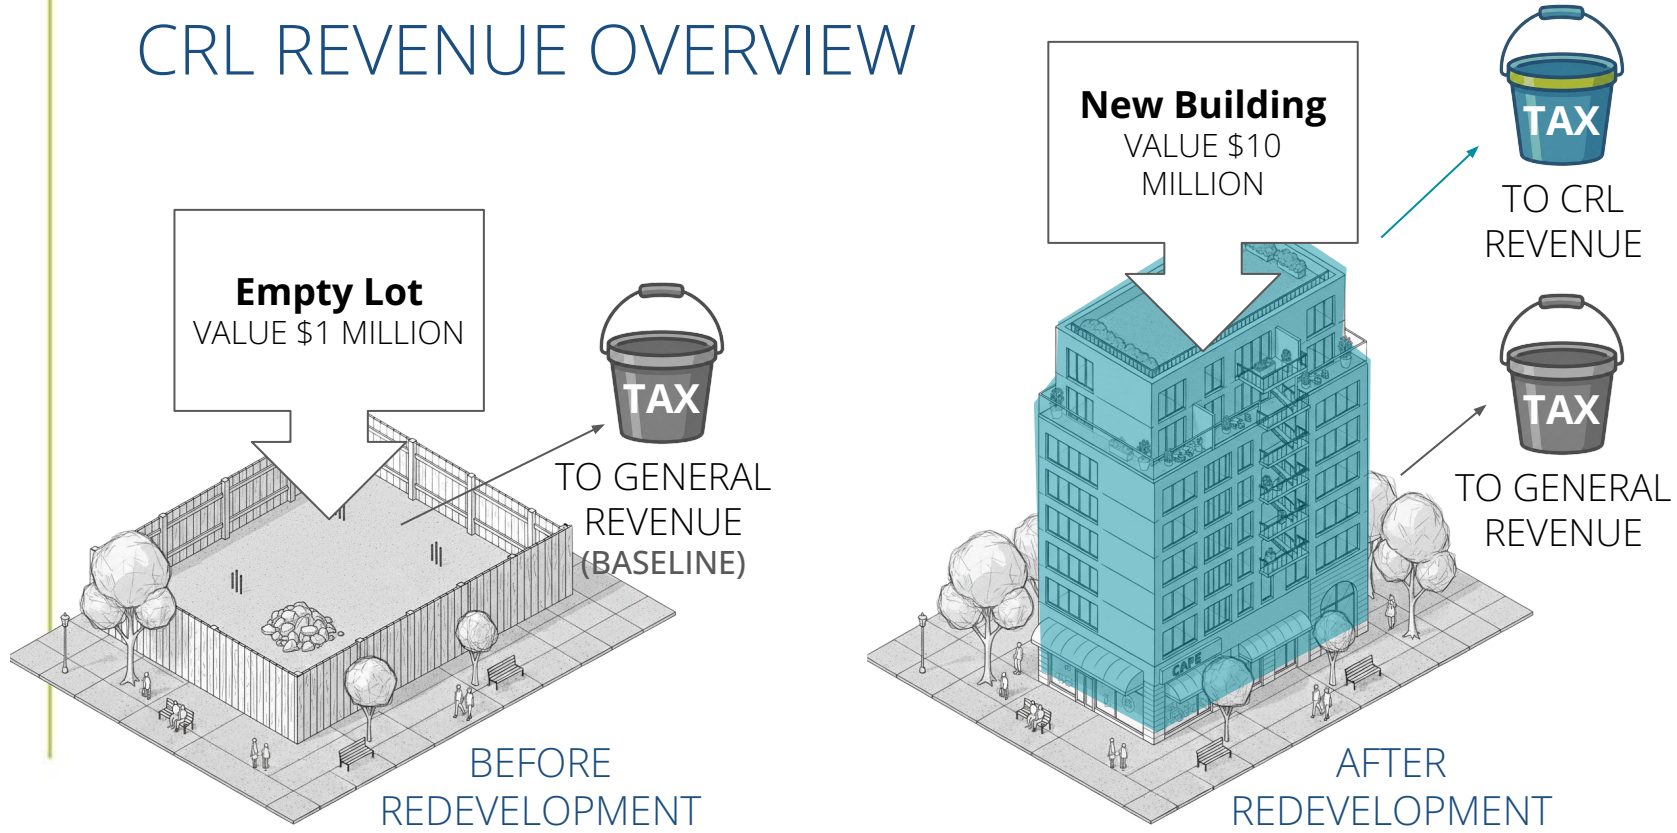 CRL REVENUE OVERVIEW
Empty Lot
VALUE $1 MILLION
TAX
TO GENERAL
REVENUE
(BASELINE)
BEFORE
REDEVELOPMENT
New Building
VALUE $10
MILLION
TAX
TO CRL
REVENUE
TAX
TO GENERAL
REVENUE
CAFE
AFTER
REDEVELOPMENT